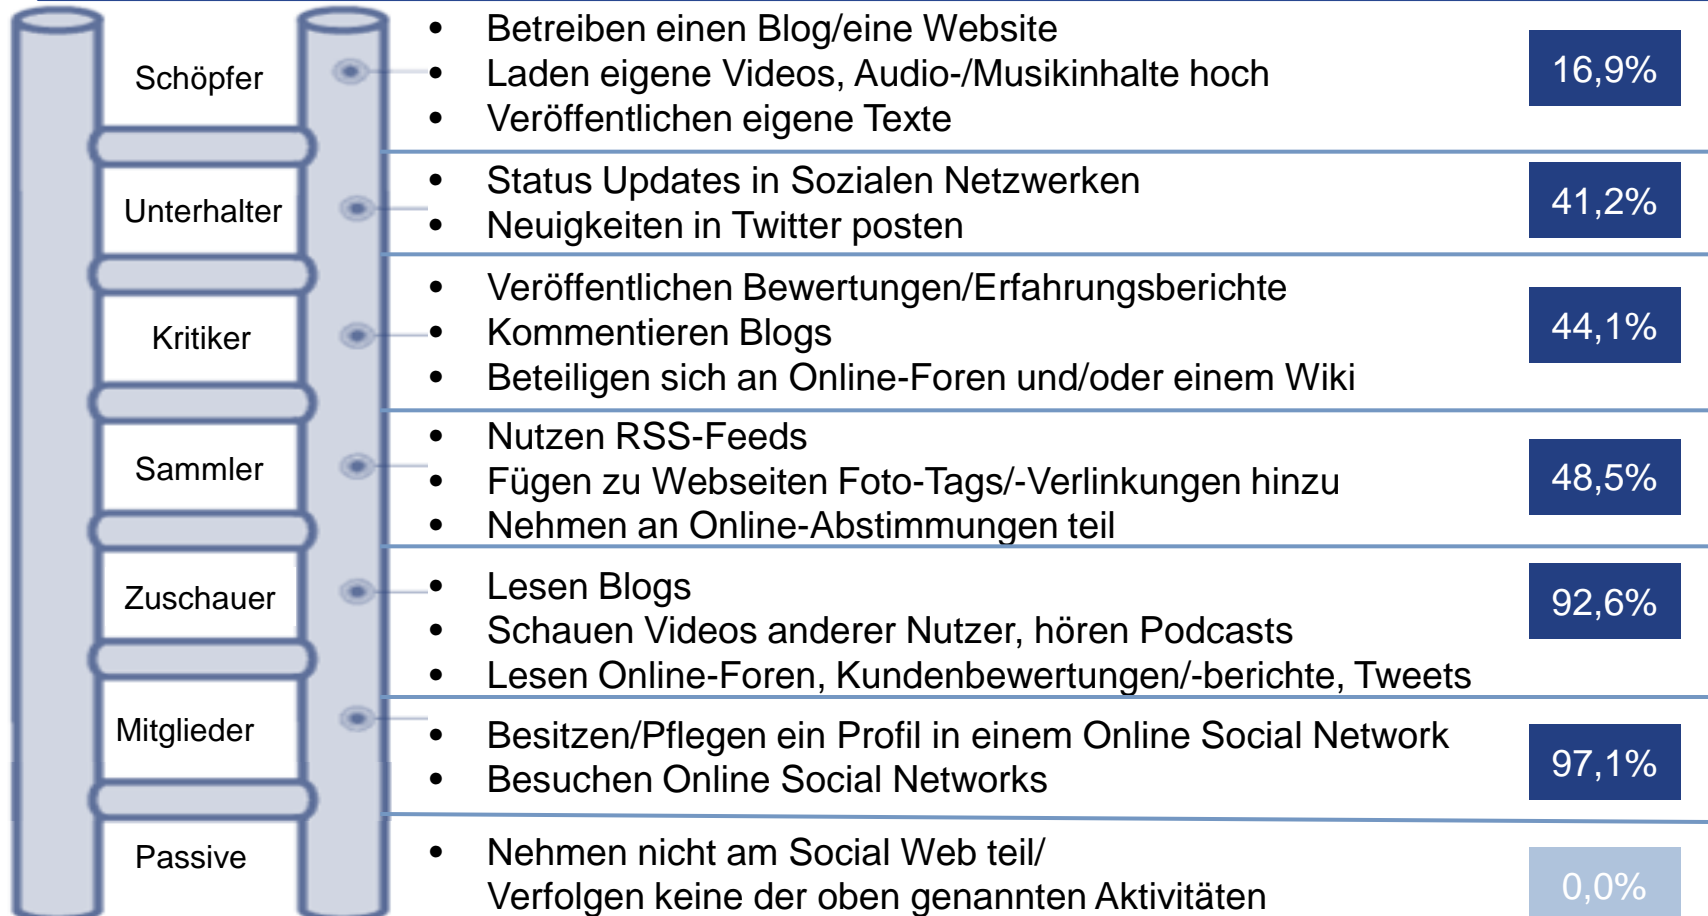 Schöpfer
• Betreiben einen Blog/eine Website
• Laden eigene Videos, Audio-/Musikinhalte hoch
• Veröffentlichen eigene Texte
16,9%
Unterhalter
• Status Updates in Sozialen Netzwerken
• Neuigkeiten in Twitter posten
41,2%
Kritiker
• Veröffentlichen Bewertungen/Erfahrungsberichte
• Kommentieren Blogs
• Beteiligen sich an Online-Foren und/oder einem Wiki
44,1%
Sammler
• Nutzen RSS-Feeds
• Fügen zu Webseiten Foto-Tags/-Verlinkungen hinzu
• Nehmen an Online-Abstimmungen teil
48,5%
Zuschauer
• Lesen Blogs
• Schauen Videos anderer Nutzer, hören Podcasts
• Lesen Online-Foren, Kundenbewertungen/-berichte, Tweets
92,6%
Mitglieder
• Besitzen/Pflegen ein Profil in einem Online Social Network
• Besuchen Online Social Networks
97,1%
Passive
• Nehmen nicht am Social Web teil/
Verfolgen keine der oben genannten Aktivitäten
0,0%